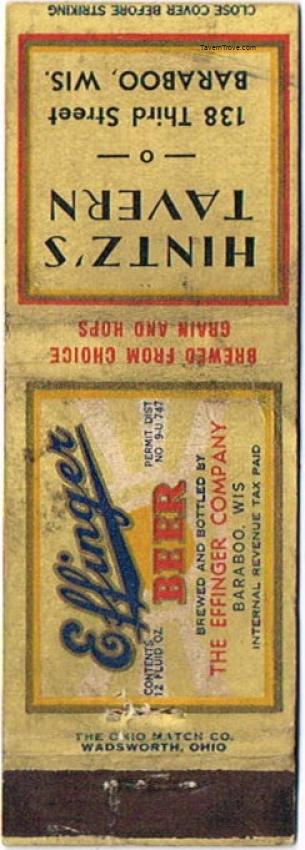 CLOSE COVER BEFORE STRIKING
TavernTrove.com
HINTZ'S
TAVERN
— o —
138 Third Street
BARABOO, WIS.
BREWED FROM CHOICE
GRAIN AND HOPS
Effinger
BEER
CONTENTS
12 FLUID OZ.
PERMIT DIST
NO 9-U 747
BREWED AND BOTTLED BY
THE EFFINGER COMPANY
BARABOO, WIS
INTERNAL REVENUE TAX PAID
THE OHIO MATCH CO.
WADSWORTH, OHIO